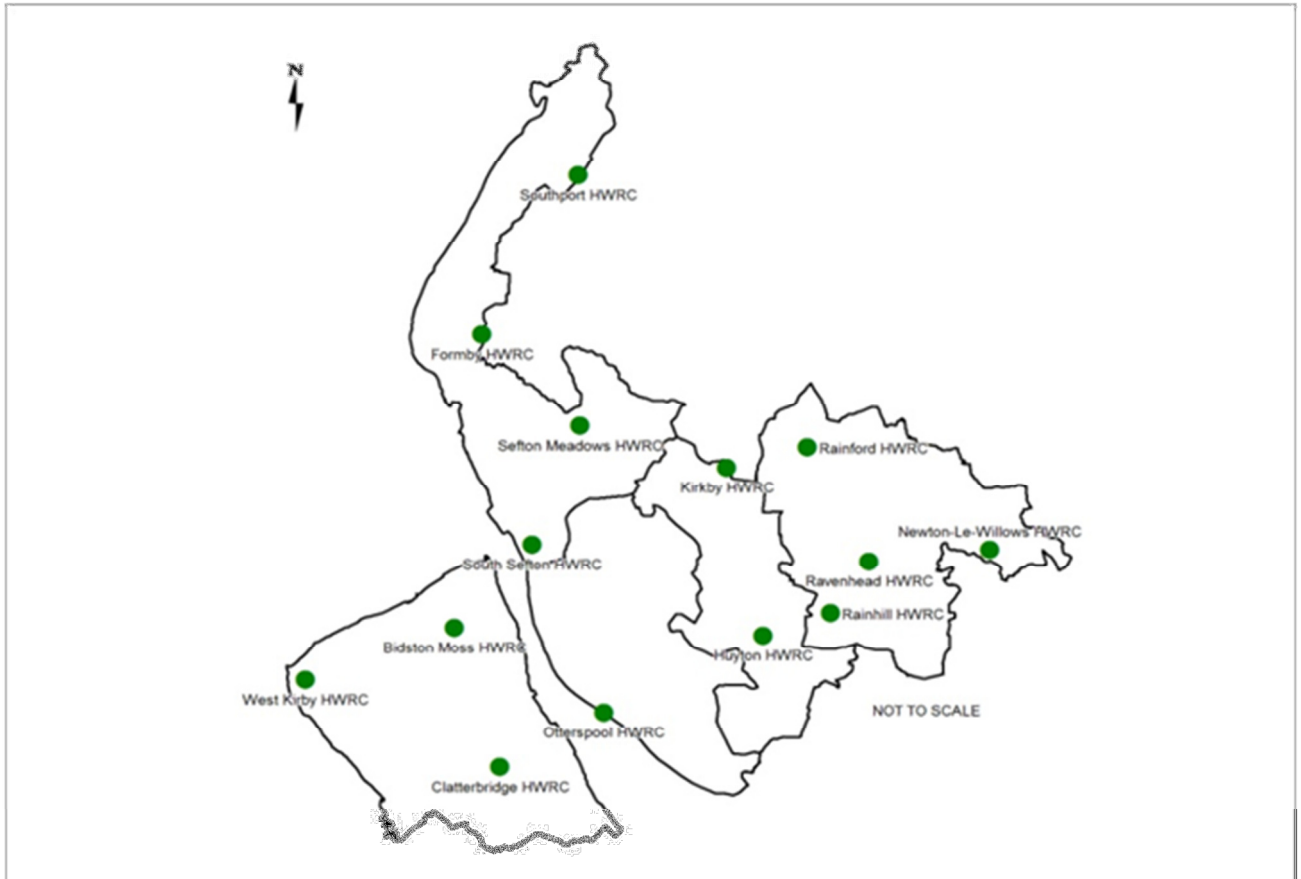 N
Southport HWRC
Formby HWRC
Sefton Meadows HWRC
Rainford HWRC
Kirkby HWRC
Newton-Le-Willows HWRC
South Sefton HWRC
Ravenhead HWRC
Rainhill HWRC
Bidston Moss HWRC
Huyton HWRC
West Kirby HWRC
NOT TO SCALE
Otterspool HWRC
Clatterbridge HWRC